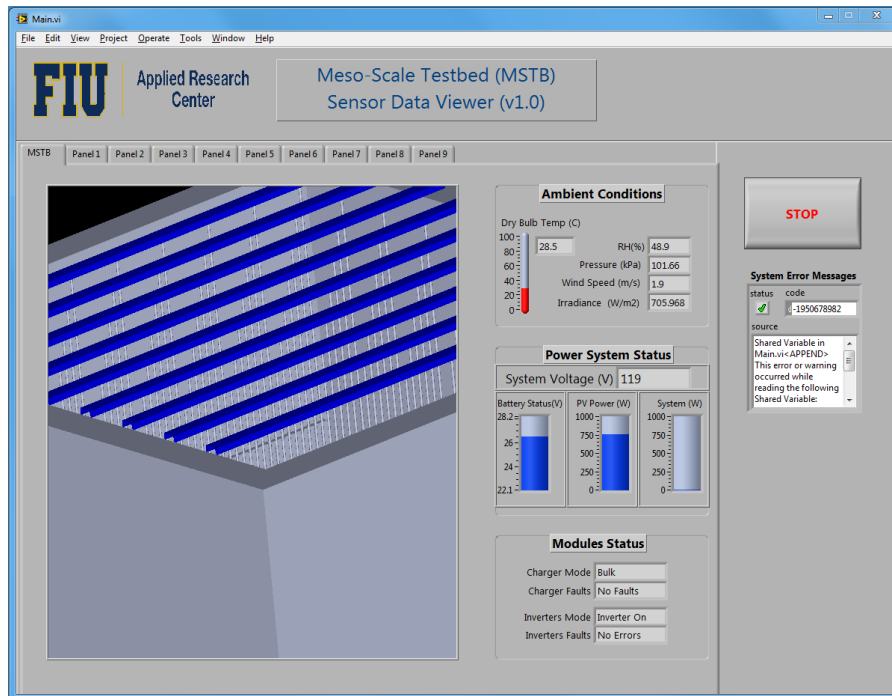 Main.vi
File Edit View Project Operate Tools Window Help
FIU
Applied Research
Center
Meso-Scale Testbed (MSTB)
Sensor Data Viewer (v1.0)
MSTB Panel 1 Panel 2 Panel 3 Panel 4 Panel 5 Panel 6 Panel 7 Panel 8 Panel 9
Ambient Conditions
Dry Bulb Temp (C)
100
80
60
40
20
0
28.5
RH(%) 48.9
Pressure (kPa) 101.66
Wind Speed (m/s) 1.9
Irradiance (W/m2) 705.968
Power System Status
System Voltage (V) 119
Battery Status(V) PV Power (W) System (W)
28.2 1000 1000
26 750 750
500 500
24 250 250
22.1 0 0
Modules Status
Charger Mode Bulk
Charger Faults No Faults
Inverters Mode Inverter On
Inverters Faults No Errors
STOP
System Error Messages
status code
-1950678982
source
Shared Variable in
Main.vi<APPEND>
This error or warning
occurred while
reading the following
Shared Variable: